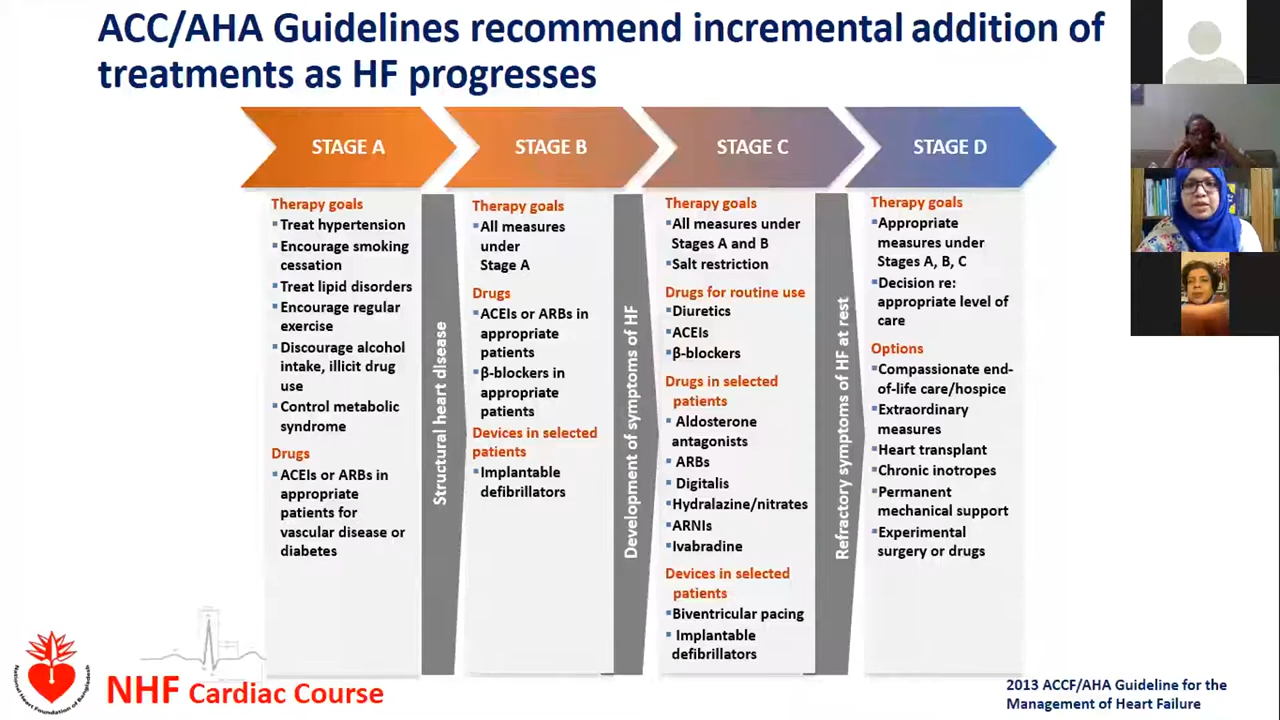 ACC/AHA Guidelines recommend incremental addition of
treatments as HF progresses
STAGE A
STAGE B
STAGE C
STAGE D
Therapy goals
▪Treat hypertension
▪Encourage smoking
cessation
▪Treat lipid disorders
▪Encourage regular
exercise
▪Discourage alcohol
intake, illicit drug
use
▪Control metabolic
syndrome
Drugs
▪ACEIs or ARBs in
appropriate
patients for
vascular disease or
diabetes
Structural heart disease
Therapy goals
▪All measures
under
Stage A
Drugs
▪ACEIs or ARBs in
appropriate
patients
▪β-blockers in
appropriate
patients
Devices in selected
patients
▪Implantable
defibrillators
Development of symptoms of HF
Therapy goals
▪All measures under
Stages A and B
▪Salt restriction
Drugs for routine use
▪Diuretics
▪ACEIs
▪β-blockers
Drugs in selected
patients
▪Aldosterone
antagonists
▪ARBs
▪Digitalis
▪Hydralazine/nitrates
▪ARNIs
▪Ivabradine
Devices in selected
patients
▪Biventricular pacing
▪Implantable
defibrillators
Refractory symptoms of HF at rest
Therapy goals
▪Appropriate
measures under
Stages A, B, C
▪Decision re:
appropriate level of
care
Options
▪Compassionate end-
of-life care/hospice
▪Extraordinary
measures
▪Heart transplant
▪Chronic inotropes
▪Permanent
mechanical support
▪Experimental
surgery or drugs
National Heart Foundation of Bangladesh
NHF Cardiac Course
2013 ACCF/AHA Guideline for the
Management of Heart Failure